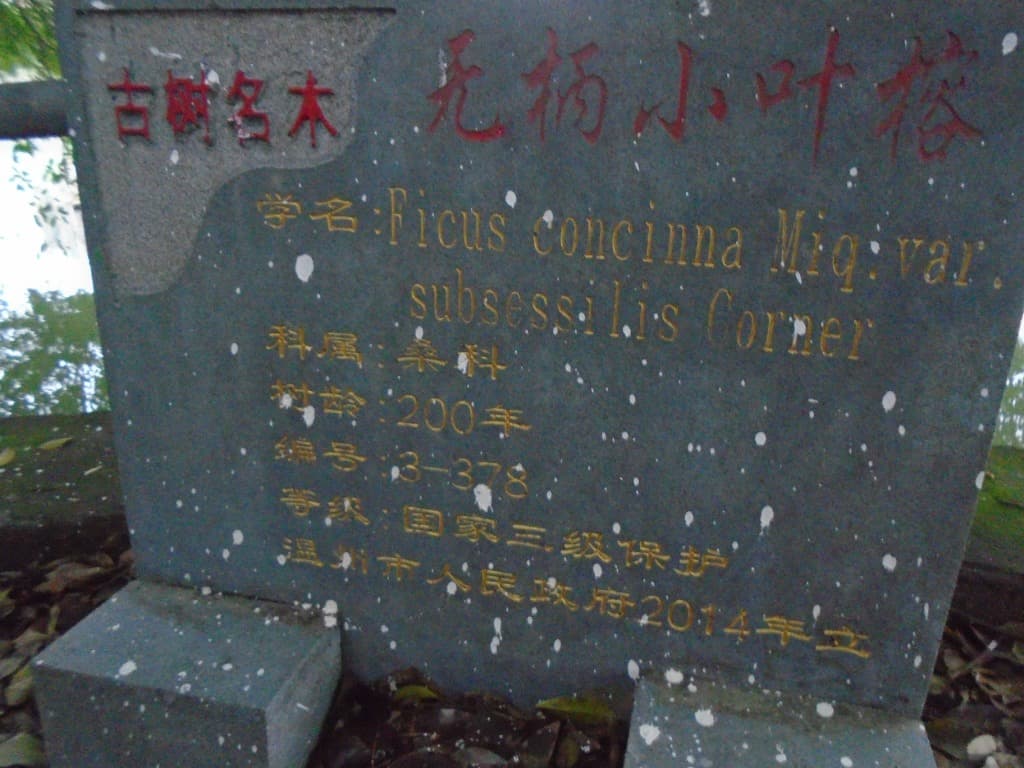 古树名木
无柄小叶榕
学名:Ficus concinna Miq.var.
subsessilis Corner
科属:桑科
树龄:200年
编号:3-378
等级:国家三级保护
温州市人民政府2014年立